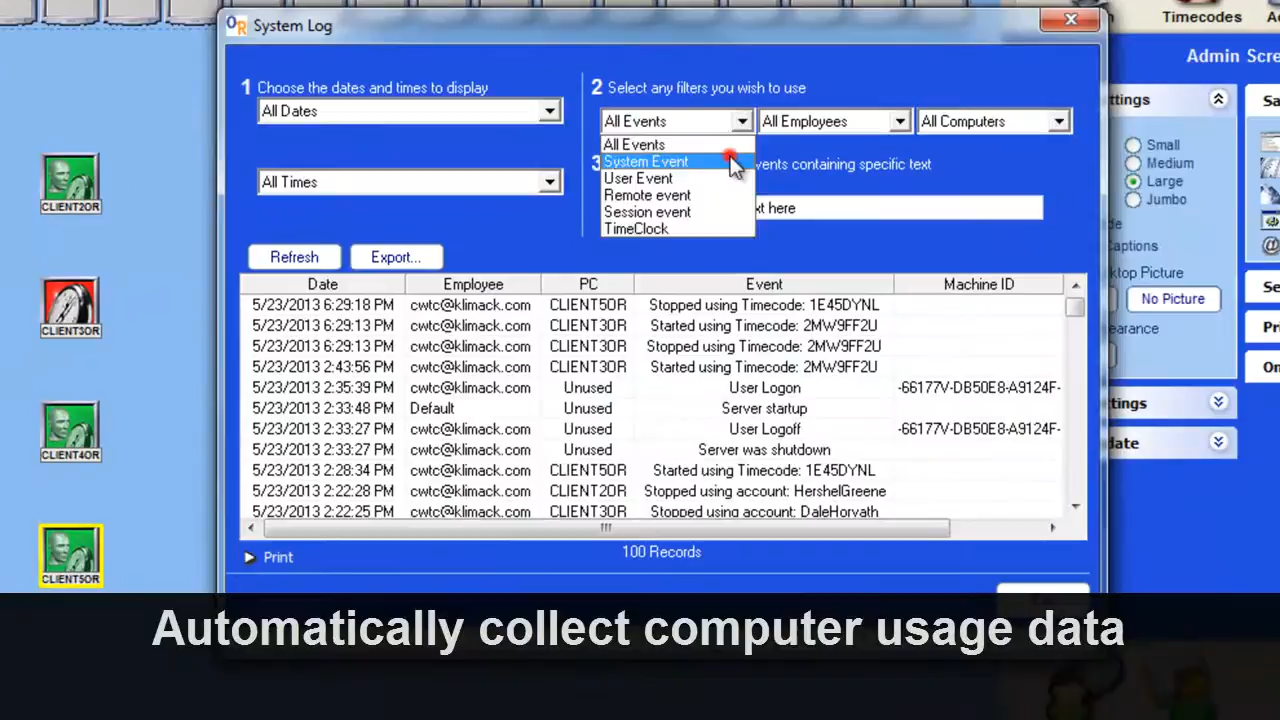 Timecodes
OR System Log
Admin Scre
1 Choose the dates and times to display
All Dates
All Times
2 Select any filters you wish to use
All Events All Employees All Computers
All Events
System Event
User Event
Remote event
Session event
TimeClock
3 vents containing specific text
xt here
Refresh Export...
Date Employee PC Event Machine ID
5/23/2013 6:29:18 PM cwtc@klimack.com CLIENT5OR Stopped using Timecode: 1E45DYNL
5/23/2013 6:29:13 PM cwtc@klimack.com CLIENT3OR Started using Timecode: 2MW9FF2U
5/23/2013 6:29:13 PM cwtc@klimack.com CLIENT3OR Stopped using Timecode: 2MW9FF2U
5/23/2013 2:43:56 PM cwtc@klimack.com CLIENT3OR Started using Timecode: 2MW9FF2U
5/23/2013 2:35:39 PM cwtc@klimack.com Unused User Logon -66177V-DB50E8-A9124F-
5/23/2013 2:33:48 PM Default Unused Server startup
5/23/2013 2:33:27 PM cwtc@klimack.com Unused User Logoff -66177V-DB50E8-A9124F-
5/23/2013 2:33:27 PM cwtc@klimack.com Unused Server was shutdown
5/23/2013 2:28:34 PM cwtc@klimack.com CLIENT5OR Started using Timecode: 1E45DYNL
5/23/2013 2:22:28 PM cwtc@klimack.com CLIENT2OR Stopped using account: HershelGreene
5/23/2013 2:22:25 PM cwtc@klimack.com CLIENT3OR Stopped using account: DaleHorvath
Print
100 Records
CLIENT2OR
CLIENT3OR
CLIENT4OR
CLIENT5OR
ttings
Small
Medium
Large
Jumbo
Captions
ktop Picture
No Picture
earance
ttings
date
Automatically collect computer usage data